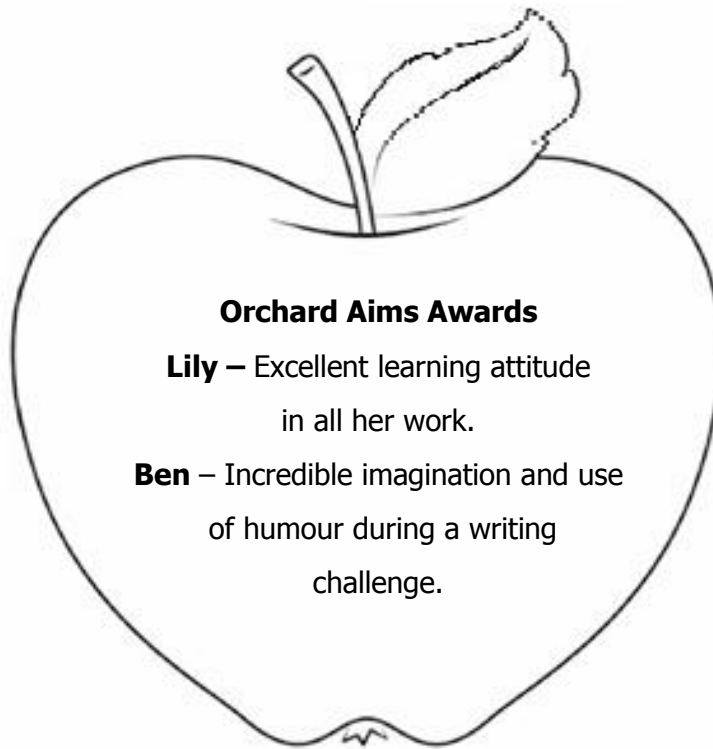 Orchard Aims Awards
Lily – Excellent learning attitude
in all her work.
Ben – Incredible imagination and use
of humour during a writing
challenge.